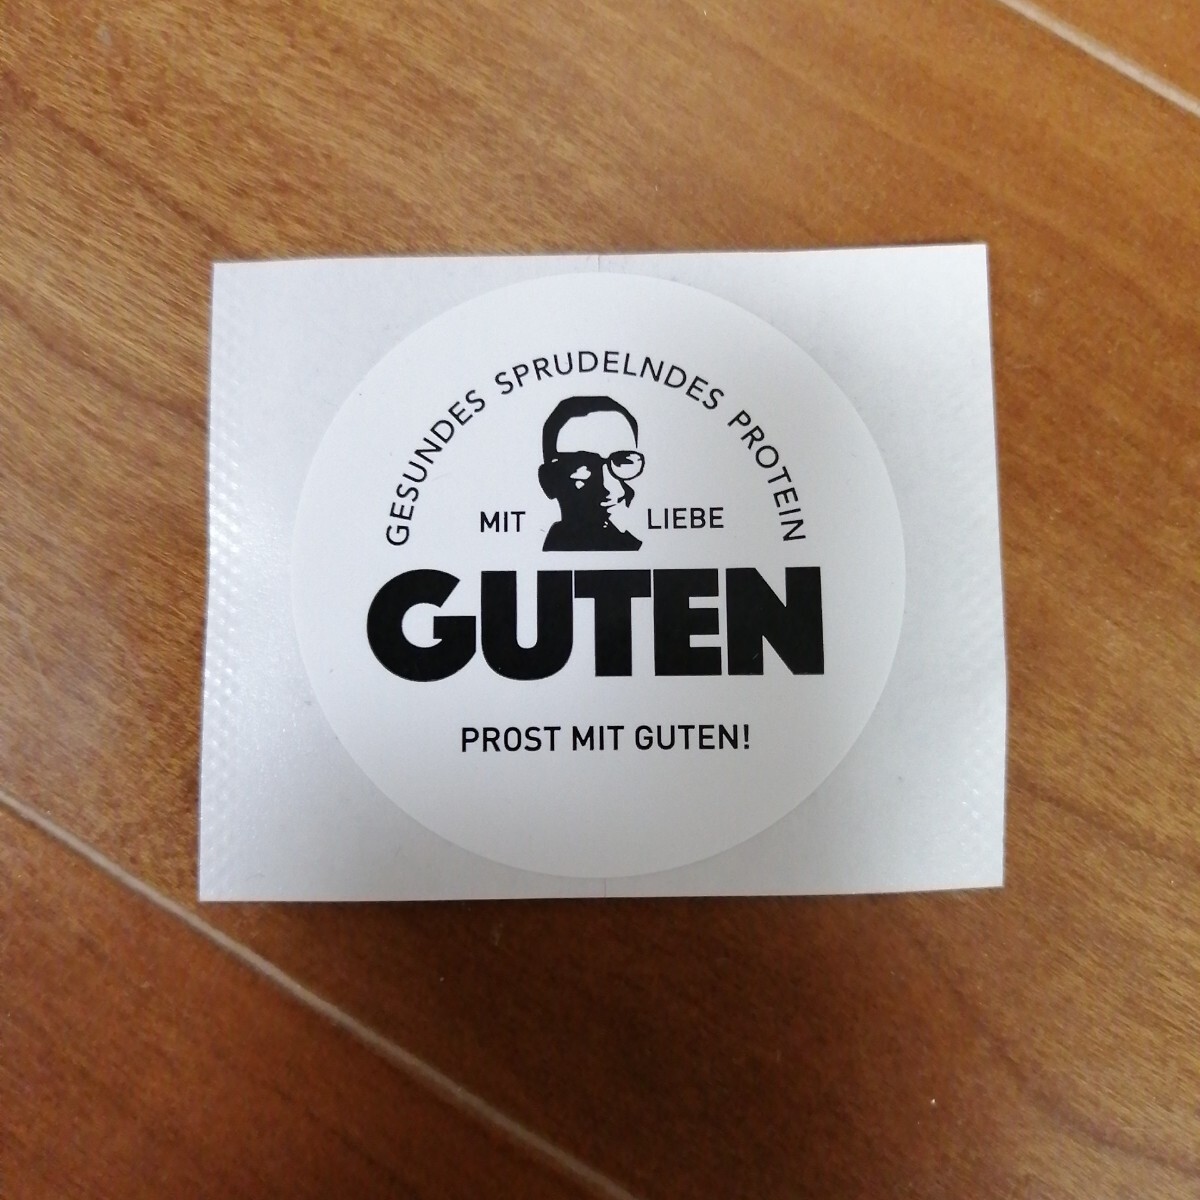 GESUNDES SPRUDELNDES PROTEIN
MIT LIEBE
GUTEN
PROST MIT GUTEN!